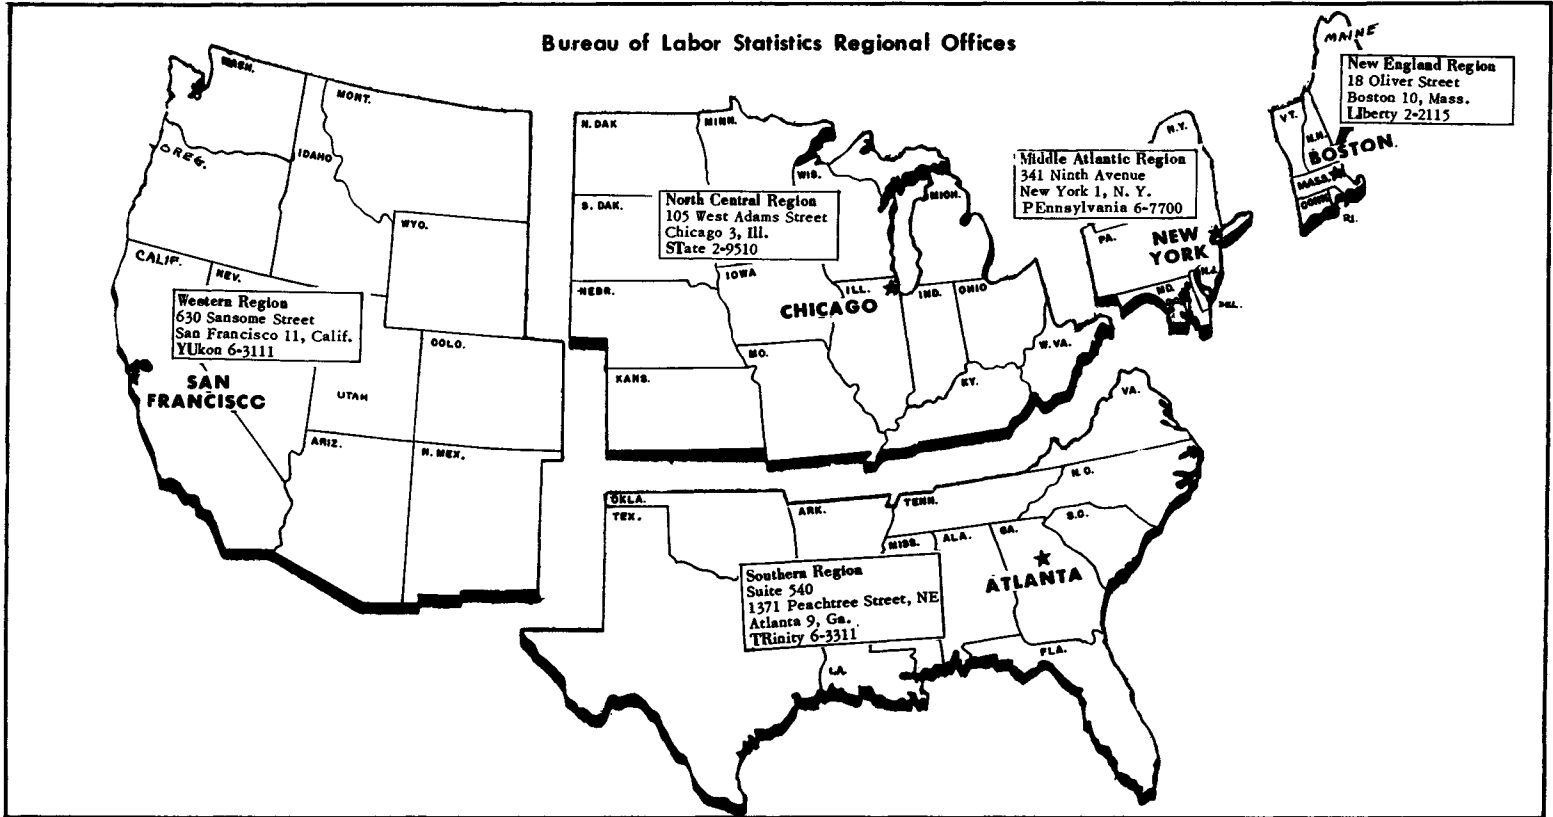 Bureau of Labor Statistics Regional Offices
MAINE
New England Region
18 Oliver Street
Boston 10, Mass.
LIberty 2-2115
VT.
N.H.
BOSTON
MASS.
CONN.
R.I.
N.Y.
Middle Atlantic Region
341 Ninth Avenue
New York 1, N. Y.
PEnnsylvania 6-7700
PA.
NEW
YORK
N.J.
MD.
DEL.
WASH.
MONT.
OREG.
IDAHO
WYO.
CALIF.
NEV.
Western Region
630 Sansome Street
San Francisco 11, Calif.
YUkon 6-3111
SAN
FRANCISCO
UTAH
COLO.
ARIZ.
N. MEX.
N. DAK
MINN.
WIS.
MICH.
S. DAK.
North Central Region
105 West Adams Street
Chicago 3, Ill.
STate 2-9510
IOWA
NEBR.
ILL.
CHICAGO
IND.
OHIO
W. VA.
MO.
KANS.
KY.
VA.
OKLA.
TEX.
ARK.
TENN.
N.C.
S.C.
MISS.
ALA.
GA.
ATLANTA
Southern Region
Suite 540
1371 Peachtree Street, NE
Atlanta 9, Ga.
TRinity 6-3311
LA.
FLA.